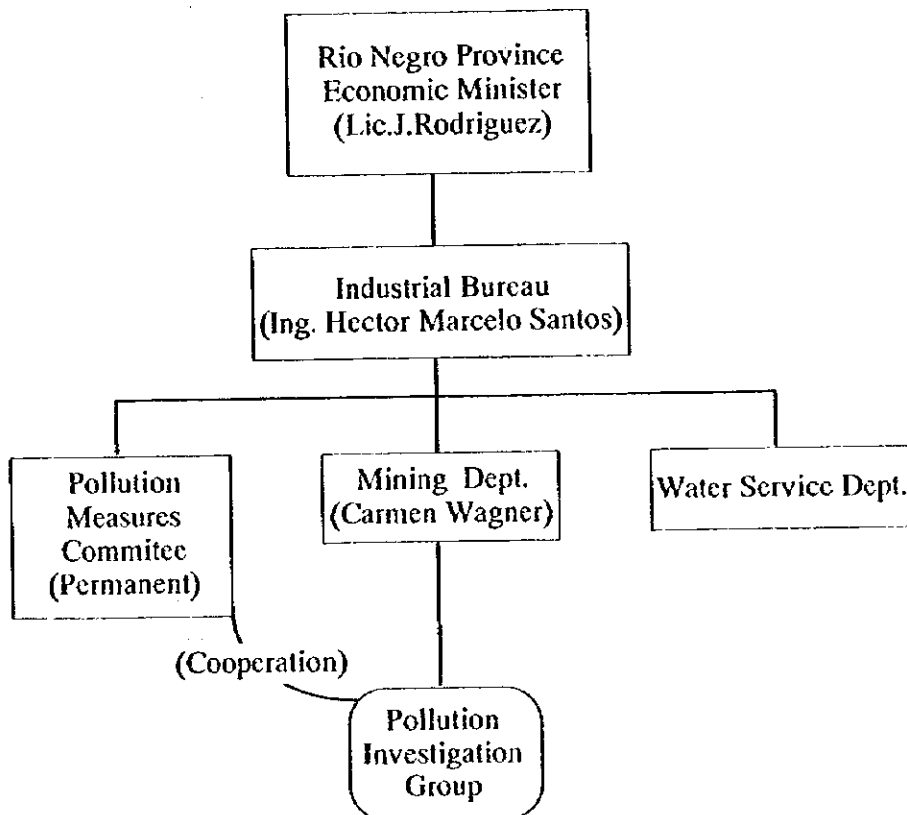 Rio Negro Province
Economic Minister
(Lic.J.Rodriguez)
Industrial Bureau
(Ing. Hector Marcelo Santos)
Pollution
Measures
Commitee
(Permanent)
Mining Dept.
(Carmen Wagner)
Water Service Dept.
(Cooperation)
Pollution
Investigation
Group